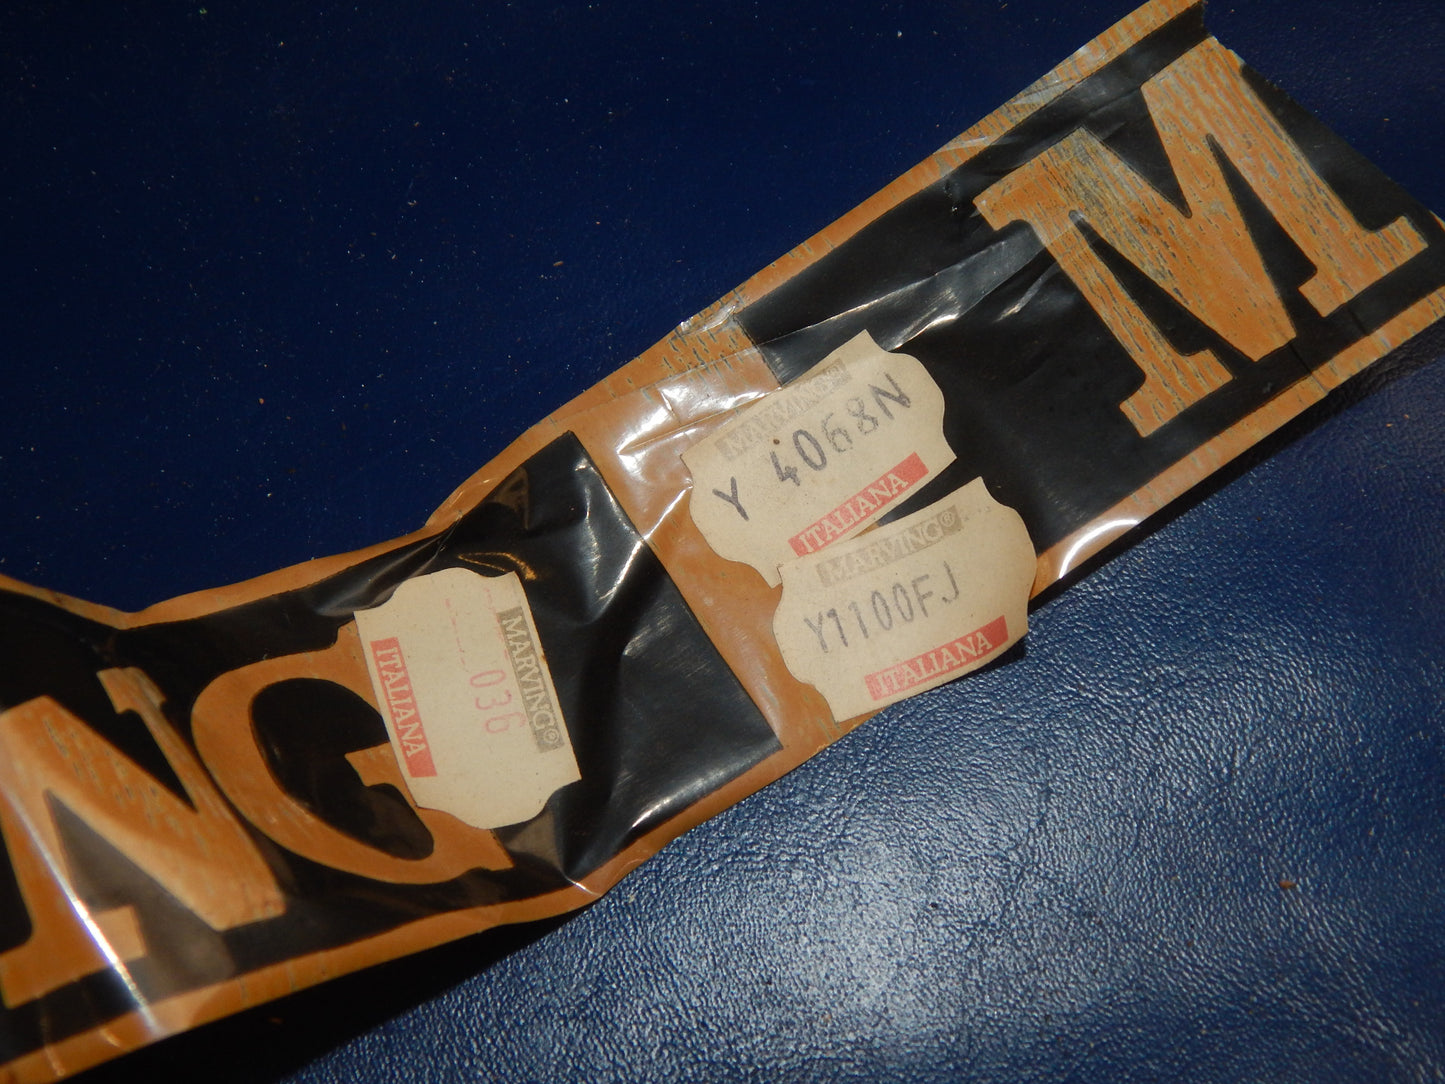 M
MARVING®
Y 4068N
ITALIANA
MARVING®
Y1100FJ
ITALIANA
MARVING®
036
ITALIANA
NG